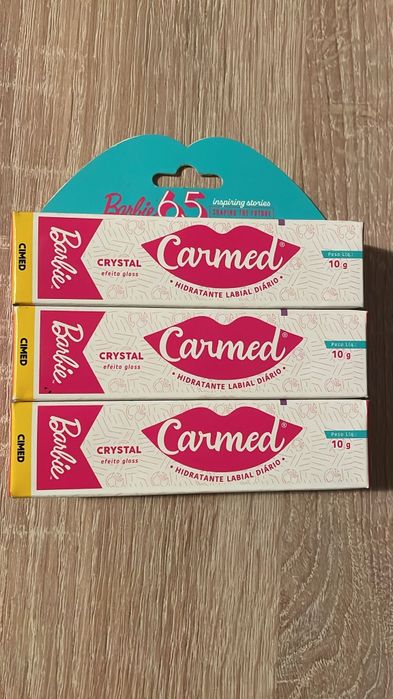 Barbie 65 inspiring stories
SHAPING THE FUTURE
CIMED
Barbie
CRYSTAL
efeito gloss
Carmed®
• HIDRATANTE LABIAL DIÁRIO •
Peso Líq.:
10 g
CIMED
Barbie
CRYSTAL
efeito gloss
Carmed®
• HIDRATANTE LABIAL DIÁRIO •
Peso Líq.:
10 g
CIMED
Barbie
CRYSTAL
efeito gloss
Carmed®
• HIDRATANTE LABIAL DIÁRIO •
Peso Líq.:
10 g